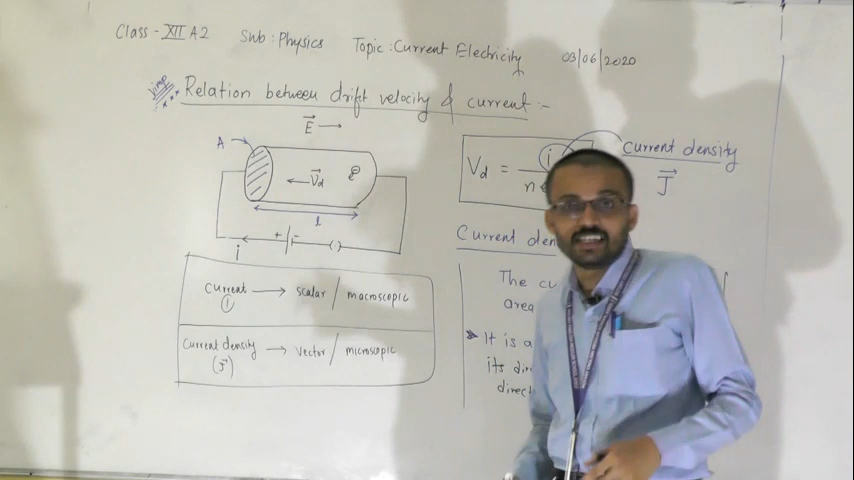 Class - XII A2 Sub : Physics Topic : Current Electricity 03/06/2020
imp
Relation between drift velocity & current :-
E →
A
Vd
e
l
+ -
i
()
Current → scalar / macroscopic
(i)
Current density → vector / microscopic
(J)
Vd = i
n
Current density
J
Current den
The cu
area
It is a
its dir
direct